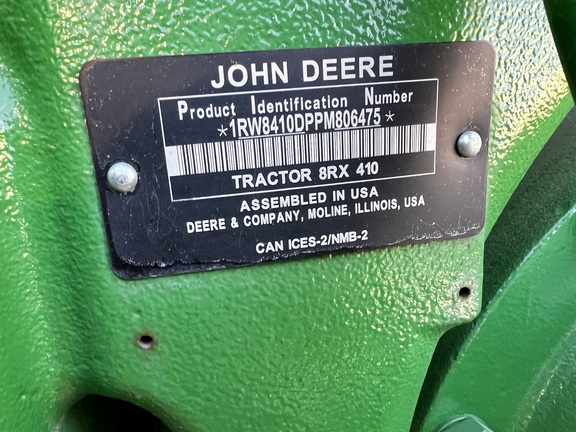 JOHN DEERE
Product Identification Number
*1RW8410DPPM806475*
TRACTOR 8RX 410
ASSEMBLED IN USA
DEERE & COMPANY, MOLINE, ILLINOIS, USA
CAN ICES-2/NMB-2